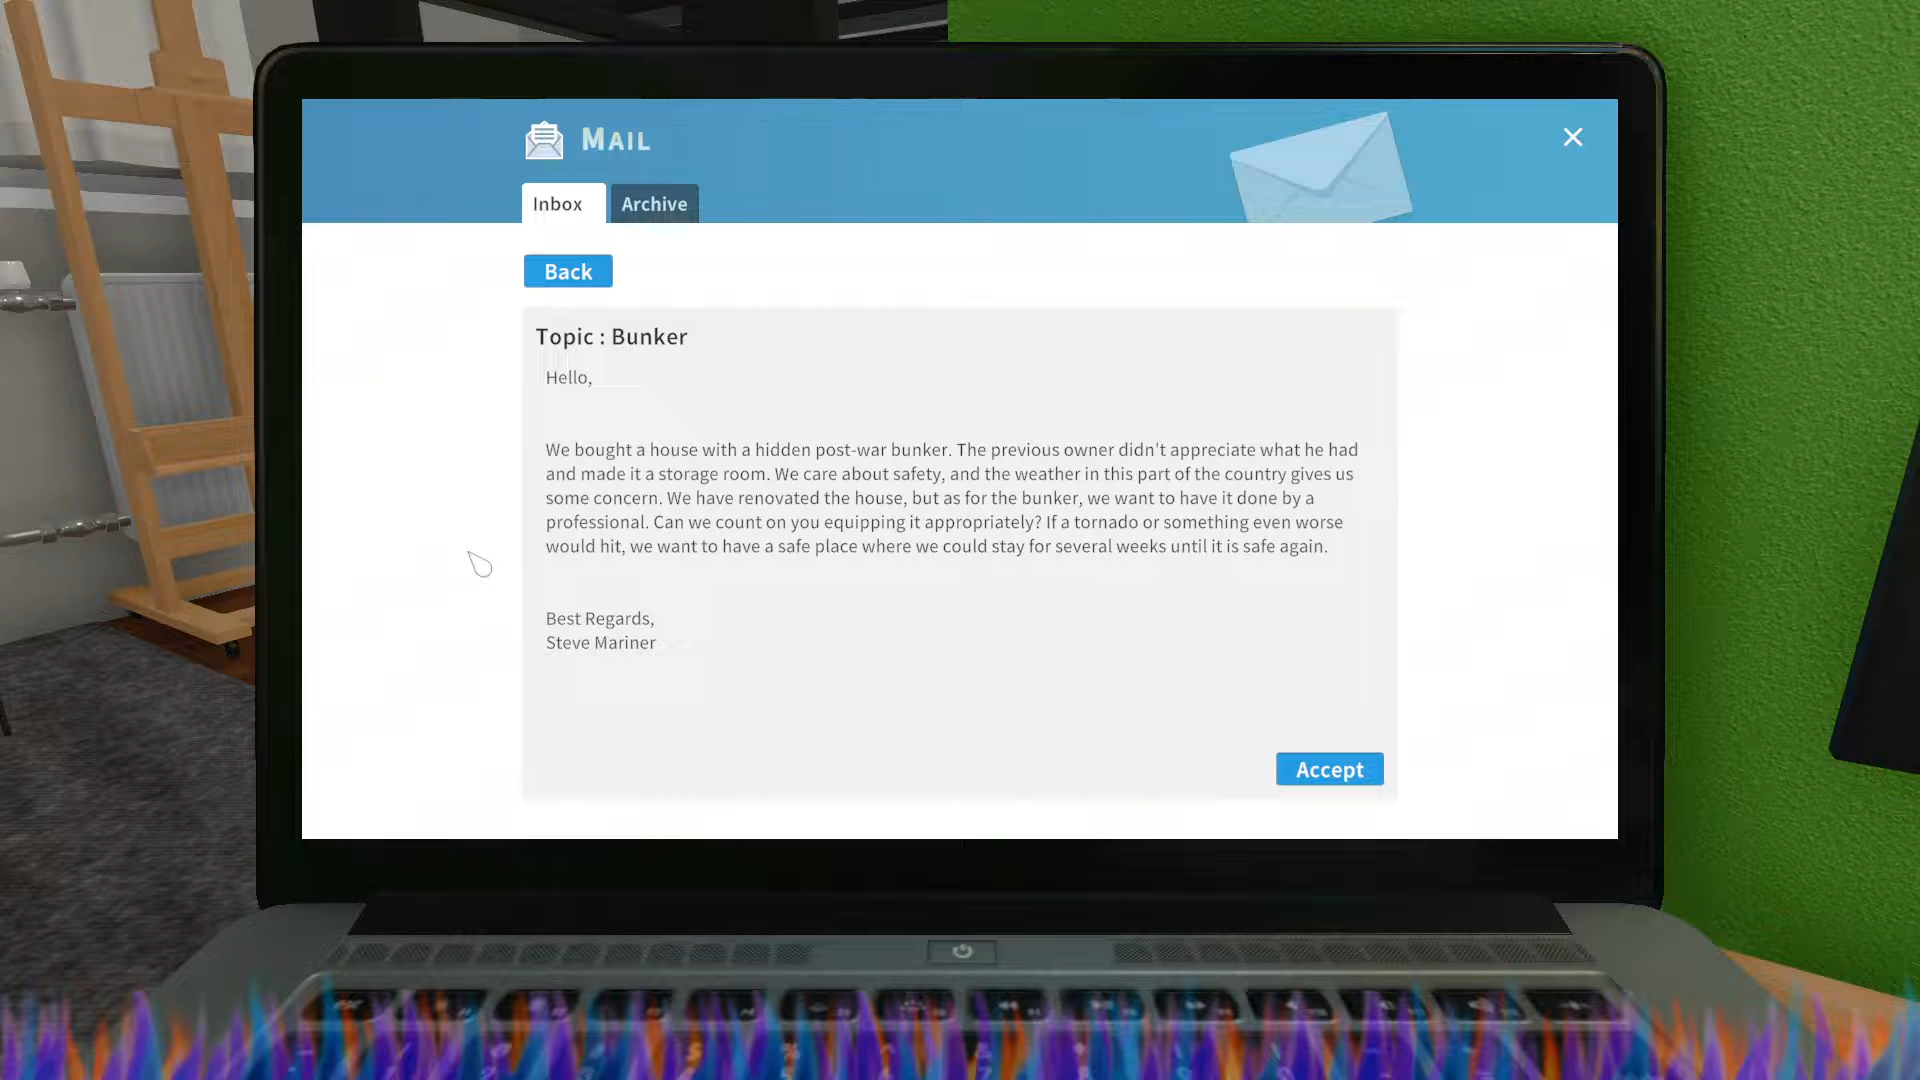 MAIL
Inbox
Archive
Back
Topic : Bunker
Hello,
We bought a house with a hidden post-war bunker. The previous owner didn't appreciate what he had
and made it a storage room. We care about safety, and the weather in this part of the country gives us
some concern. We have renovated the house, but as for the bunker, we want to have it done by a
professional. Can we count on you equipping it appropriately? If a tornado or something even worse
would hit, we want to have a safe place where we could stay for several weeks until it is safe again.
Best Regards,
Steve Mariner
Accept